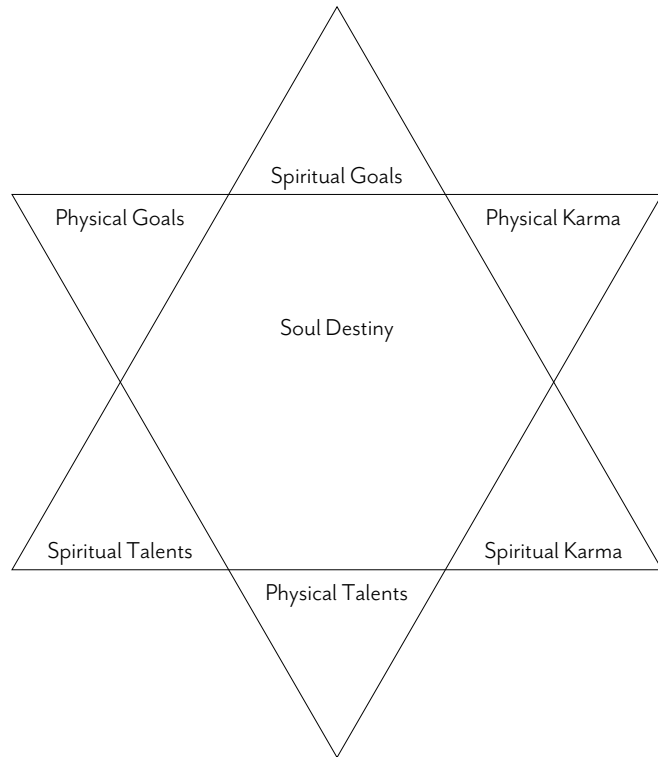 Spiritual Goals
Physical Goals
Physical Karma
Soul Destiny
Spiritual Talents
Spiritual Karma
Physical Talents